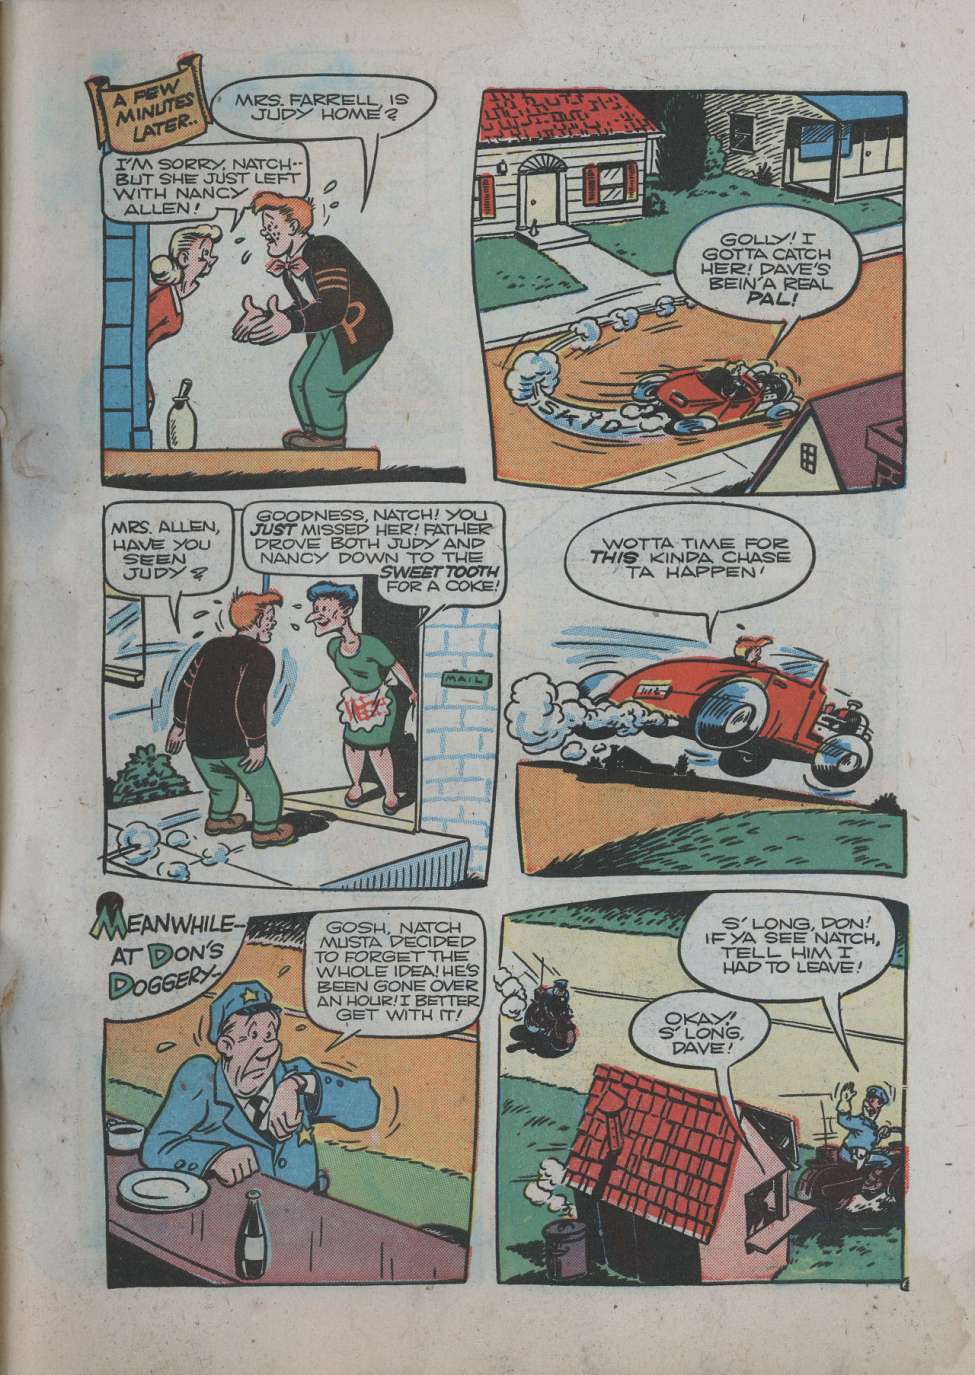 A FEW
MINUTES
LATER..
MRS. FARRELL, IS
JUDY HOME?
I'M SORRY, NATCH--
BUT SHE JUST LEFT
WITH NANCY
ALLEN!
P
GOLLY! I
GOTTA CATCH
HER! DAVE'S
BEIN' A REAL
PAL!
SKYD
MRS. ALLEN,
HAVE YOU
SEEN
JUDY?
GOODNESS, NATCH! YOU
JUST MISSED HER! FATHER
DROVE BOTH JUDY AND
NANCY DOWN TO THE
SWEET TOOTH
FOR A COKE!
MAIL
WOTTA TIME FOR
THIS KINDA CHASE
TA HAPPEN!
MEANWHILE--
AT DON'S
DOGGERY--
GOSH, NATCH
MUSTA DECIDED
TO FORGET THE
WHOLE IDEA! HE'S
BEEN GONE OVER
AN HOUR! I BETTER
GET WITH IT!
S'LONG, DON!
IF YA SEE NATCH,
TELL HIM I
HAD TO LEAVE!
OKAY!
S'LONG,
DAVE!